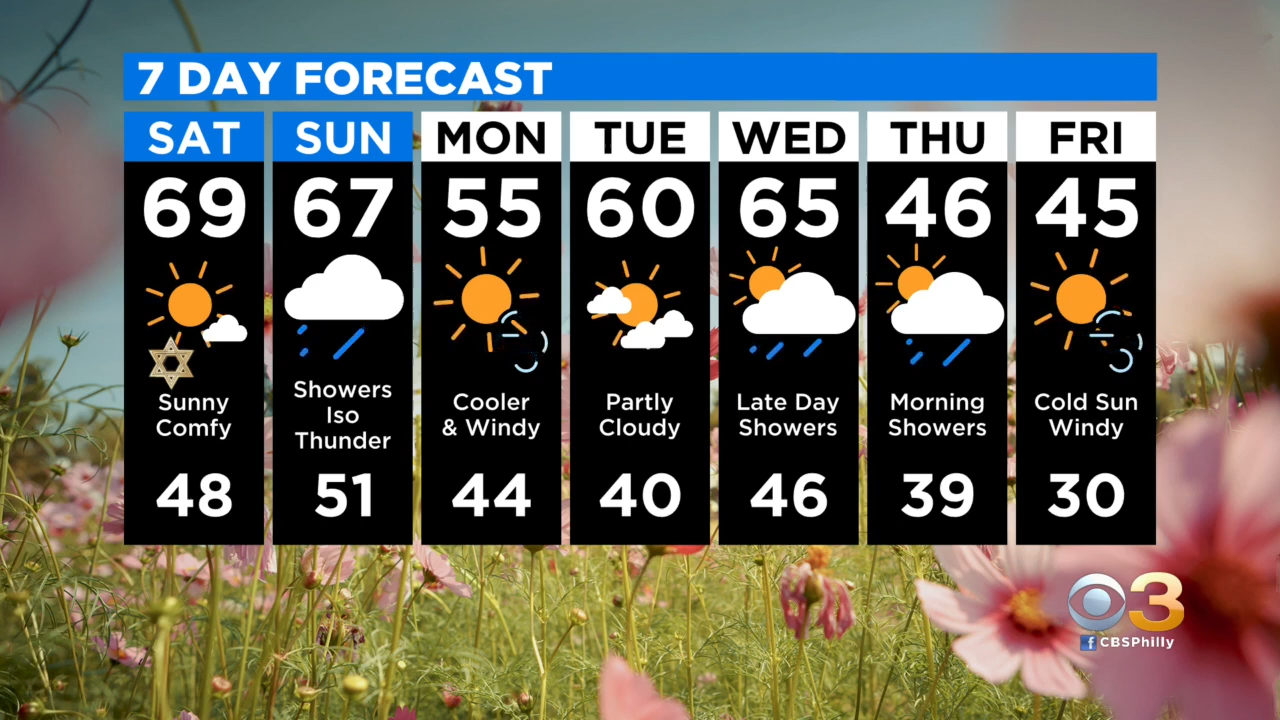 7 DAY FORECAST
SAT
69
Sunny
Comfy
48
SUN
67
Showers
Iso
Thunder
51
MON
55
Cooler
& Windy
44
TUE
60
Partly
Cloudy
40
WED
65
Late Day
Showers
46
THU
46
Morning
Showers
39
FRI
45
Cold Sun
Windy
30
3
f CBSPhilly